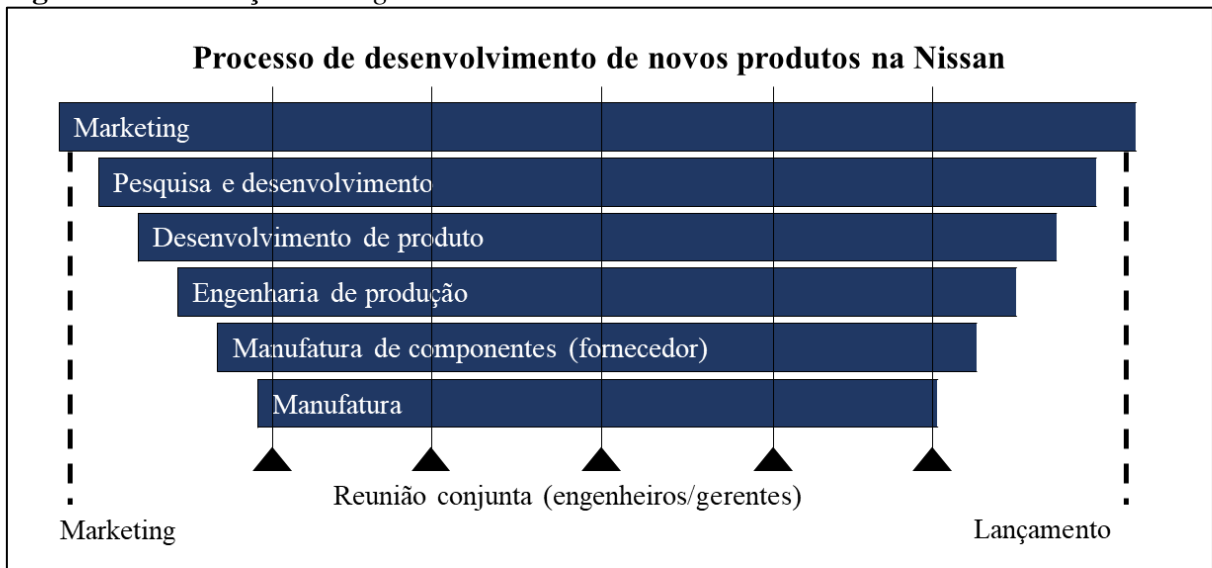 Processo de desenvolvimento de novos produtos na Nissan
Marketing
Pesquisa e desenvolvimento
Desenvolvimento de produto
Engenharia de produção
Manufatura de componentes (fornecedor)
Manufatura
Reunião conjunta (engenheiros/gerentes)
Marketing
Lançamento